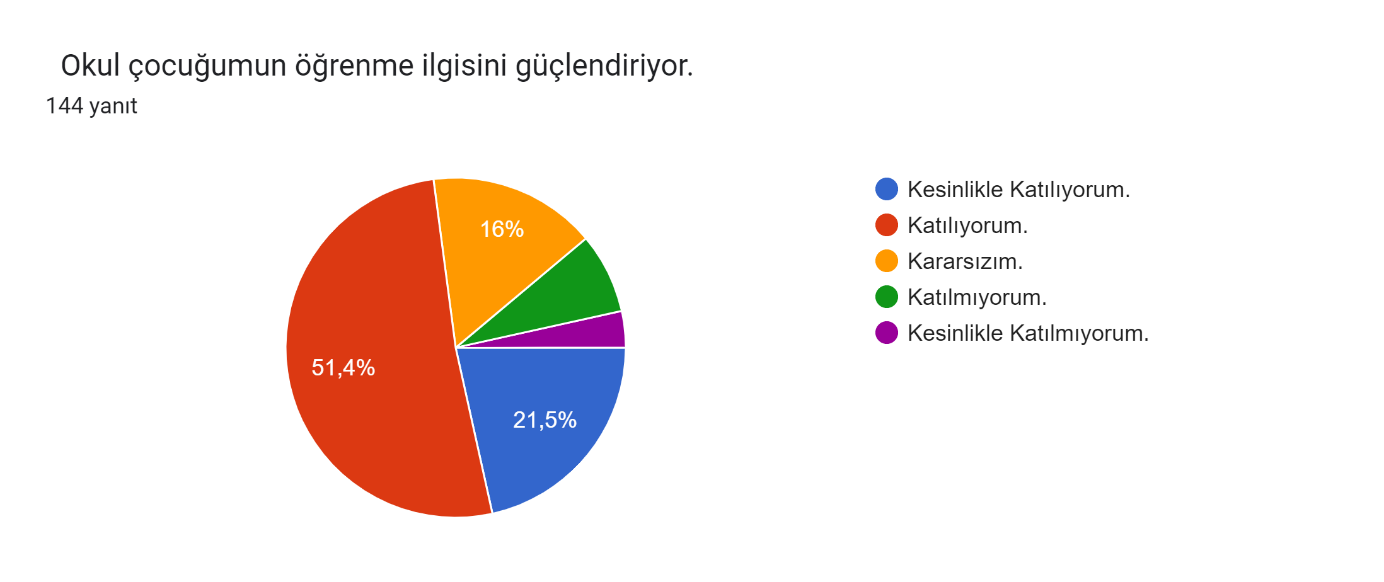 Okul çocuğumun öğrenme ilgisini güçlendiriyor.
144 yanıt
16%
51,4%
21,5%
Kesinlikle Katılıyorum.
Katılıyorum.
Kararsızım.
Katılmıyorum.
Kesinlikle Katılmıyorum.